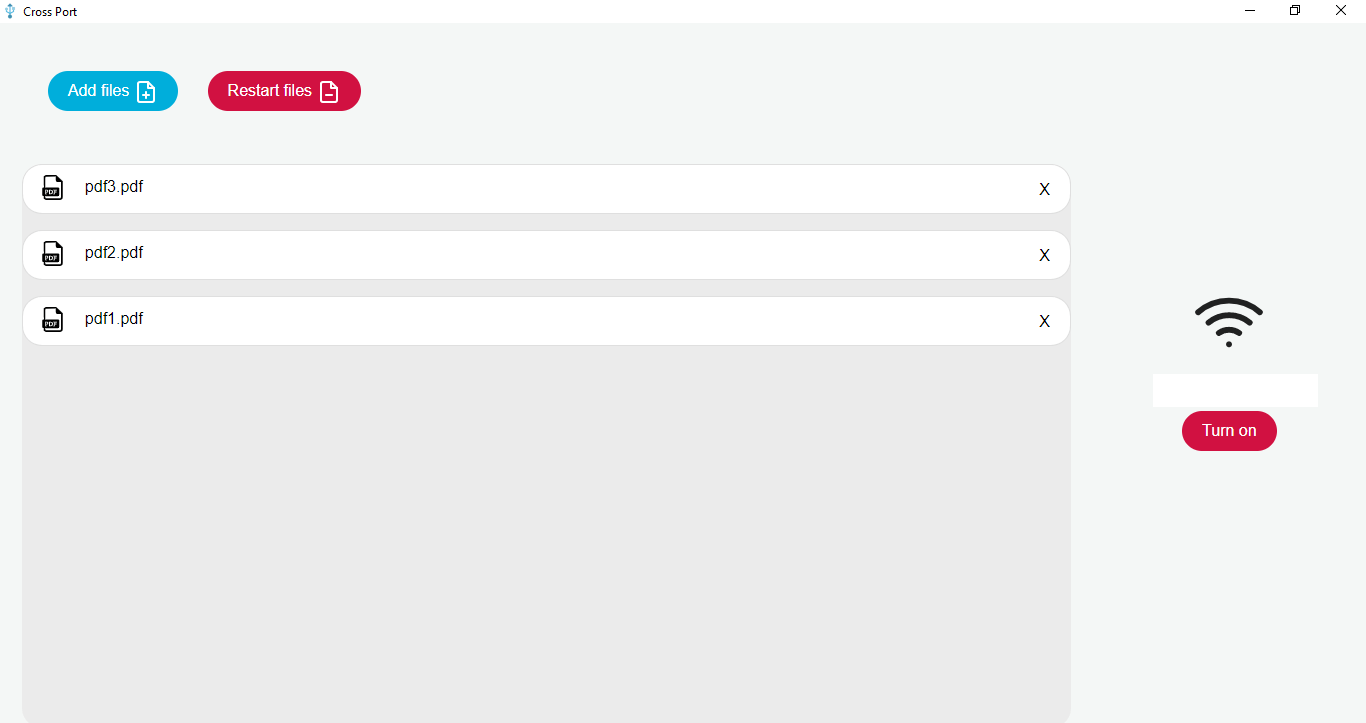 Cross Port
Add files
Restart files
PDF pdf3.pdf X
PDF pdf2.pdf X
PDF pdf1.pdf X
Turn on